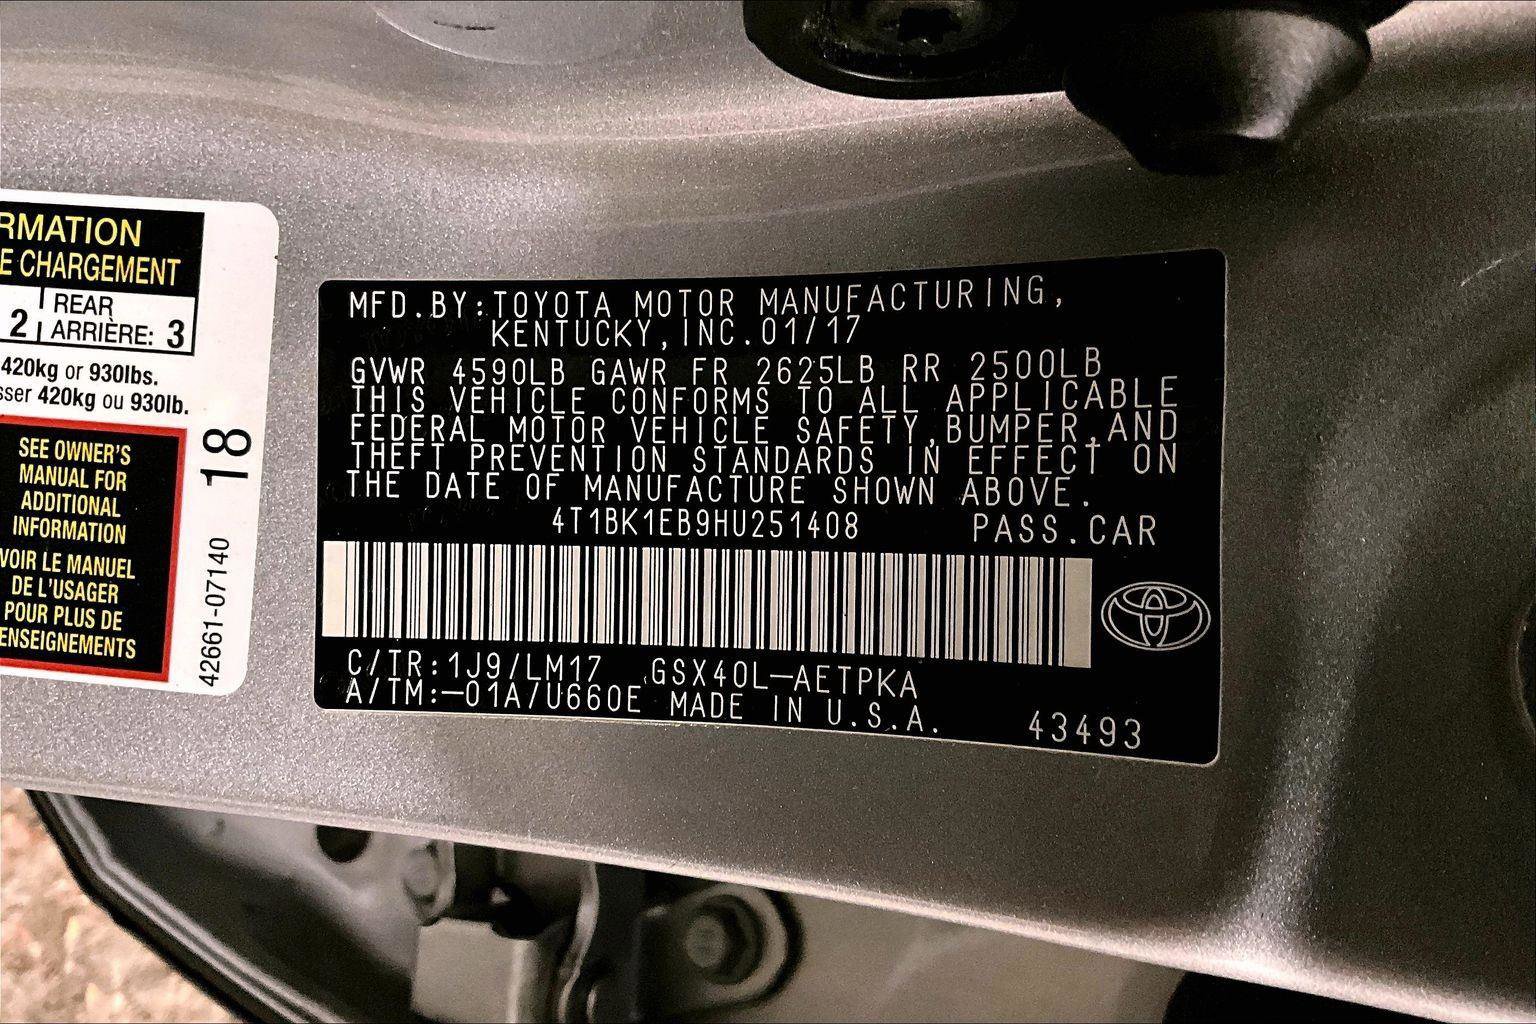 RMATION
E CHARGEMENT
2 REAR
ARRIÈRE: 3
420kg or 930lbs.
sser 420kg ou 930lb.
SEE OWNER'S
MANUAL FOR
ADDITIONAL
INFORMATION
VOIR LE MANUEL
DE L'USAGER
POUR PLUS DE
ENSEIGNEMENTS
18
42661-07140
MFD.BY:TOYOTA MOTOR MANUFACTURING,
KENTUCKY,INC.01/17
GVWR 4590LB GAWR FR 2625LB RR 2500LB
THIS VEHICLE CONFORMS TO ALL APPLICABLE
FEDERAL MOTOR VEHICLE SAFETY,BUMPER,AND
THEFT PREVENTION STANDARDS IN EFFECT ON
THE DATE OF MANUFACTURE SHOWN ABOVE.
4T1BK1EB9HU251408 PASS.CAR
C/TR:1J9/LM17 GSX40L-AETPKA
A/TM:-01A/U660E MADE IN U.S.A. 43493